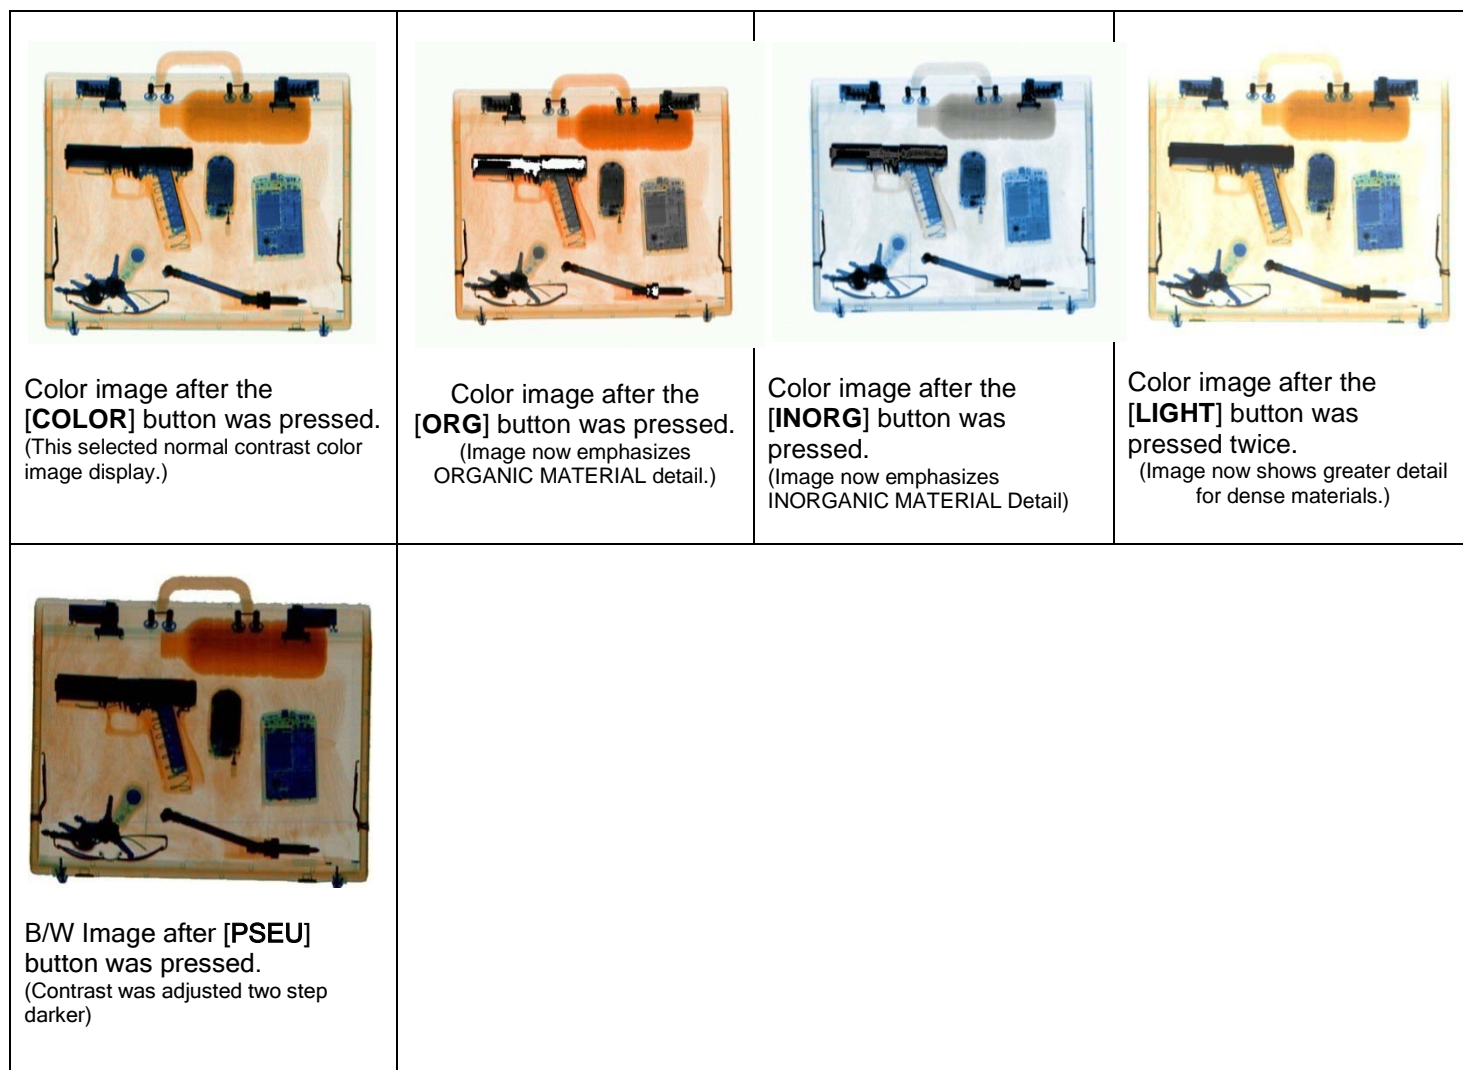 Color image after the
[COLOR] button was pressed.
(This selected normal contrast color
image display.)
Color image after the
[ORG] button was pressed.
(Image now emphasizes
ORGANIC MATERIAL detail.)
Color image after the
[INORG] button was
pressed.
(Image now emphasizes
INORGANIC MATERIAL Detail)
Color image after the
[LIGHT] button was
pressed twice.
(Image now shows greater detail
for dense materials.)
B/W Image after [PSEU]
button was pressed.
(Contrast was adjusted two step
darker)